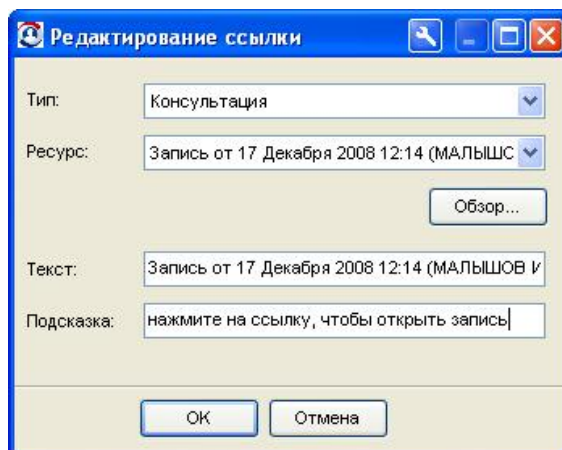 Редактирование ссылки
Тип: Консультация
Ресурс: Запись от 17 Декабря 2008 12:14 (МАЛЫШО
Обзор...
Текст: Запись от 17 Декабря 2008 12:14 (МАЛЫШОВ И
Подсказка: нажмите на ссылку, чтобы открыть запись
ОК Отмена